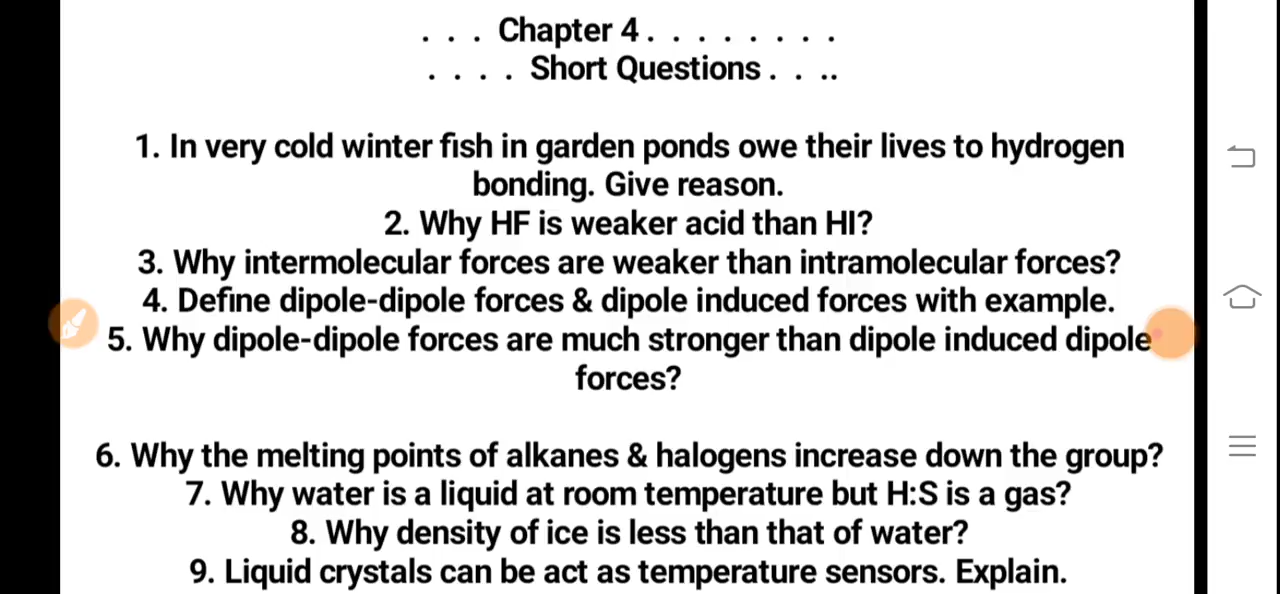 . . . Chapter 4 . . . . . . . .
. . . . Short Questions . . ..
1. In very cold winter fish in garden ponds owe their lives to hydrogen
bonding. Give reason.
2. Why HF is weaker acid than HI?
3. Why intermolecular forces are weaker than intramolecular forces?
4. Define dipole-dipole forces & dipole induced forces with example.
5. Why dipole-dipole forces are much stronger than dipole induced dipole
forces?
6. Why the melting points of alkanes & halogens increase down the group?
7. Why water is a liquid at room temperature but H:S is a gas?
8. Why density of ice is less than that of water?
9. Liquid crystals can be act as temperature sensors. Explain.